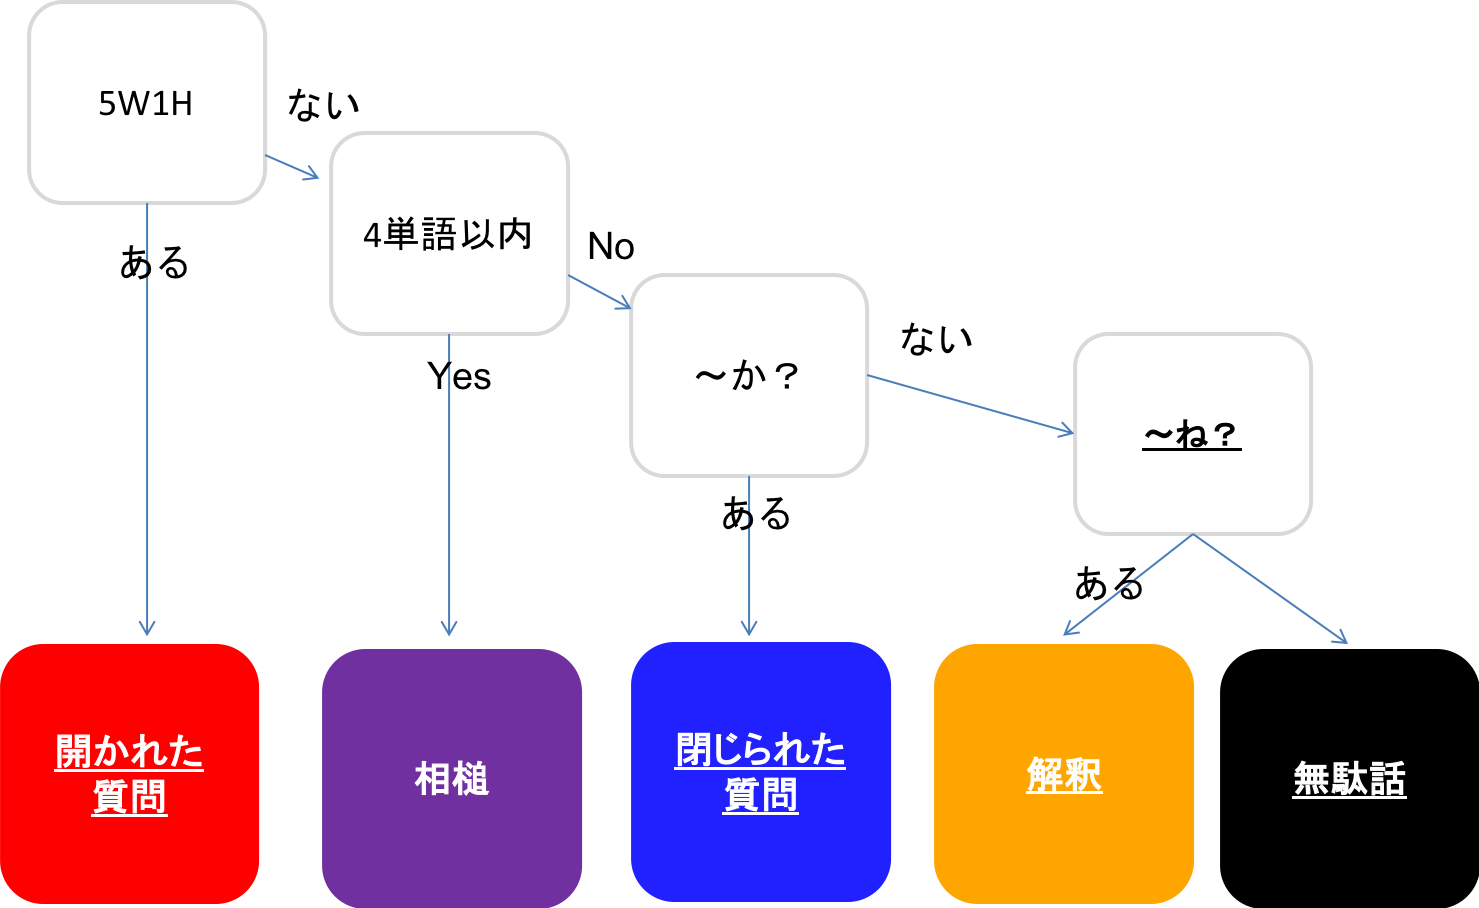 5W1H
ない
4単語以内
ある
No
～か？
ない
Yes
～ね？
ある
ある
開かれた
質問
相槌
閉じられた
質問
解釈
無駄話